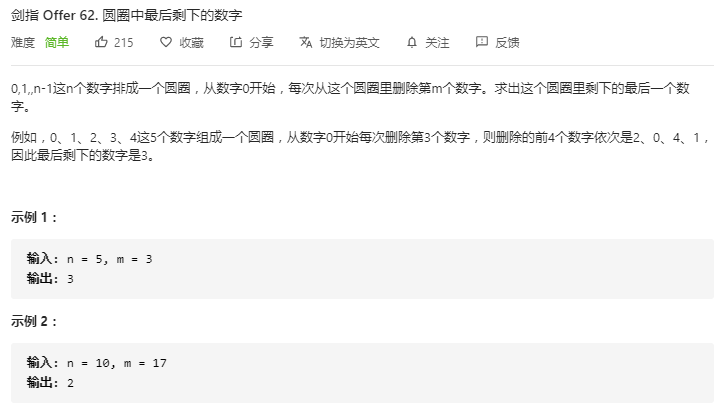 剑指 Offer 62. 圆圈中最后剩下的数字
难度 简单 215 收藏 分享 切换为英文 关注 反馈
0,1,,n-1这n个数字排成一个圆圈，从数字0开始，每次从这个圆圈里删除第m个数字。求出这个圆圈里剩下的最后一个数
字。
例如，0、1、2、3、4这5个数字组成一个圆圈，从数字0开始每次删除第3个数字，则删除的前4个数字依次是2、0、4、1，
因此最后剩下的数字是3。
示例 1：
输入: n = 5, m = 3
输出: 3
示例 2：
输入: n = 10, m = 17
输出: 2